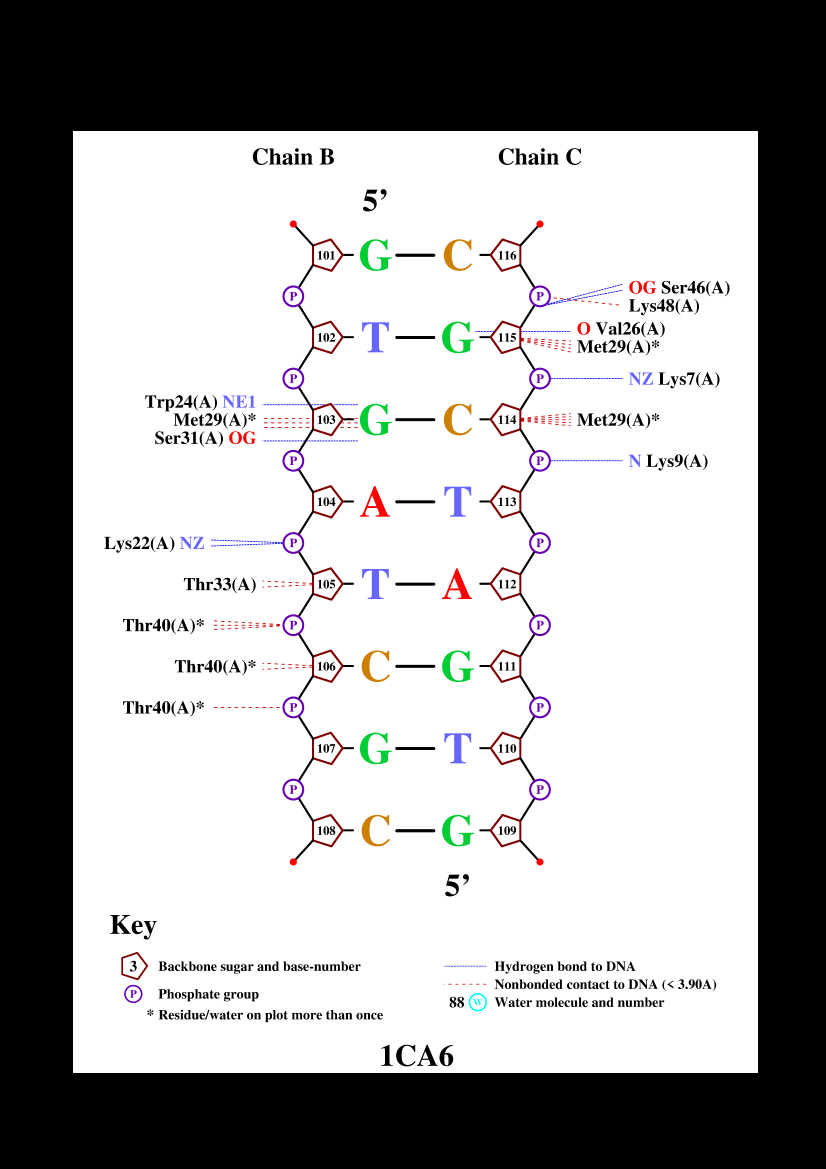 Chain B Chain C
5’
101 G C 116
P P
OG Ser46(A)
Lys48(A)
O Val26(A)
102 T G 115
Met29(A)*
P P NZ Lys7(A)
Trp24(A) NE1
Met29(A)* 103 G C 114 Met29(A)*
Ser31(A) OG
P P N Lys9(A)
104 A T 113
Lys22(A) NZ P P
Thr33(A) 105 T A 112
Thr40(A)* P P
Thr40(A)* 106 C G 111
Thr40(A)* P P
107 G T 110
P P
108 C G 109
5’
Key
3 Backbone sugar and base-number
P Phosphate group
* Residue/water on plot more than once
Hydrogen bond to DNA
Nonbonded contact to DNA (< 3.90A)
88 W Water molecule and number
1CA6